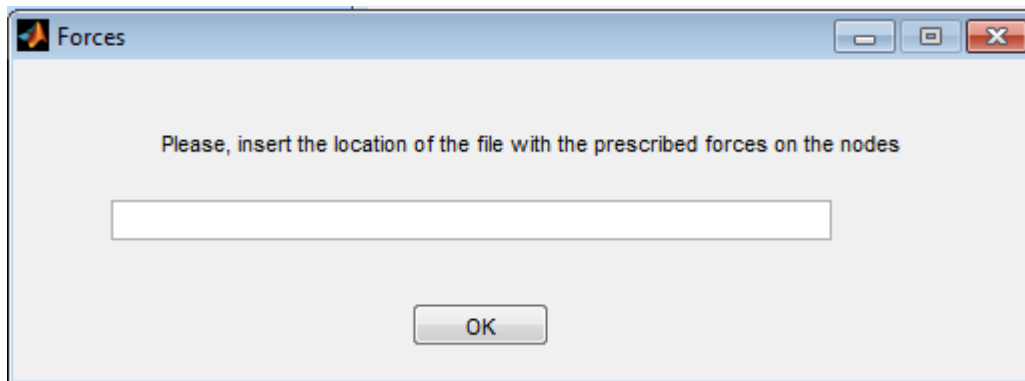 Forces
Please, insert the location of the file with the prescribed forces on the nodes
OK